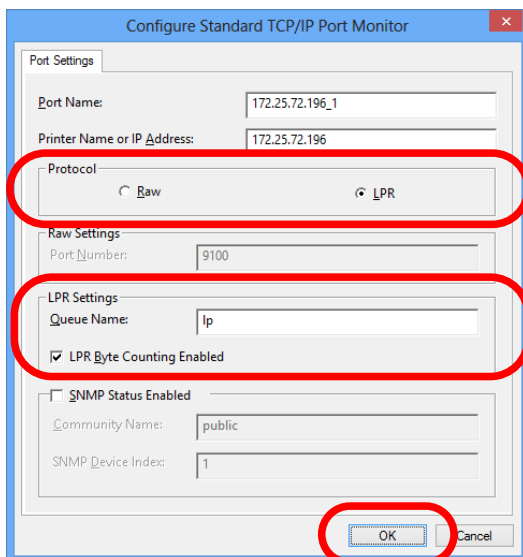 Configure Standard TCP/IP Port Monitor
Port Settings
Port Name: 172.25.72.196_1
Printer Name or IP Address: 172.25.72.196
Protocol
Raw LPR
Raw Settings
Port Number: 9100
LPR Settings
Queue Name: lp
LPR Byte Counting Enabled
SNMP Status Enabled
Community Name: public
SNMP Device Index: 1
OK Cancel